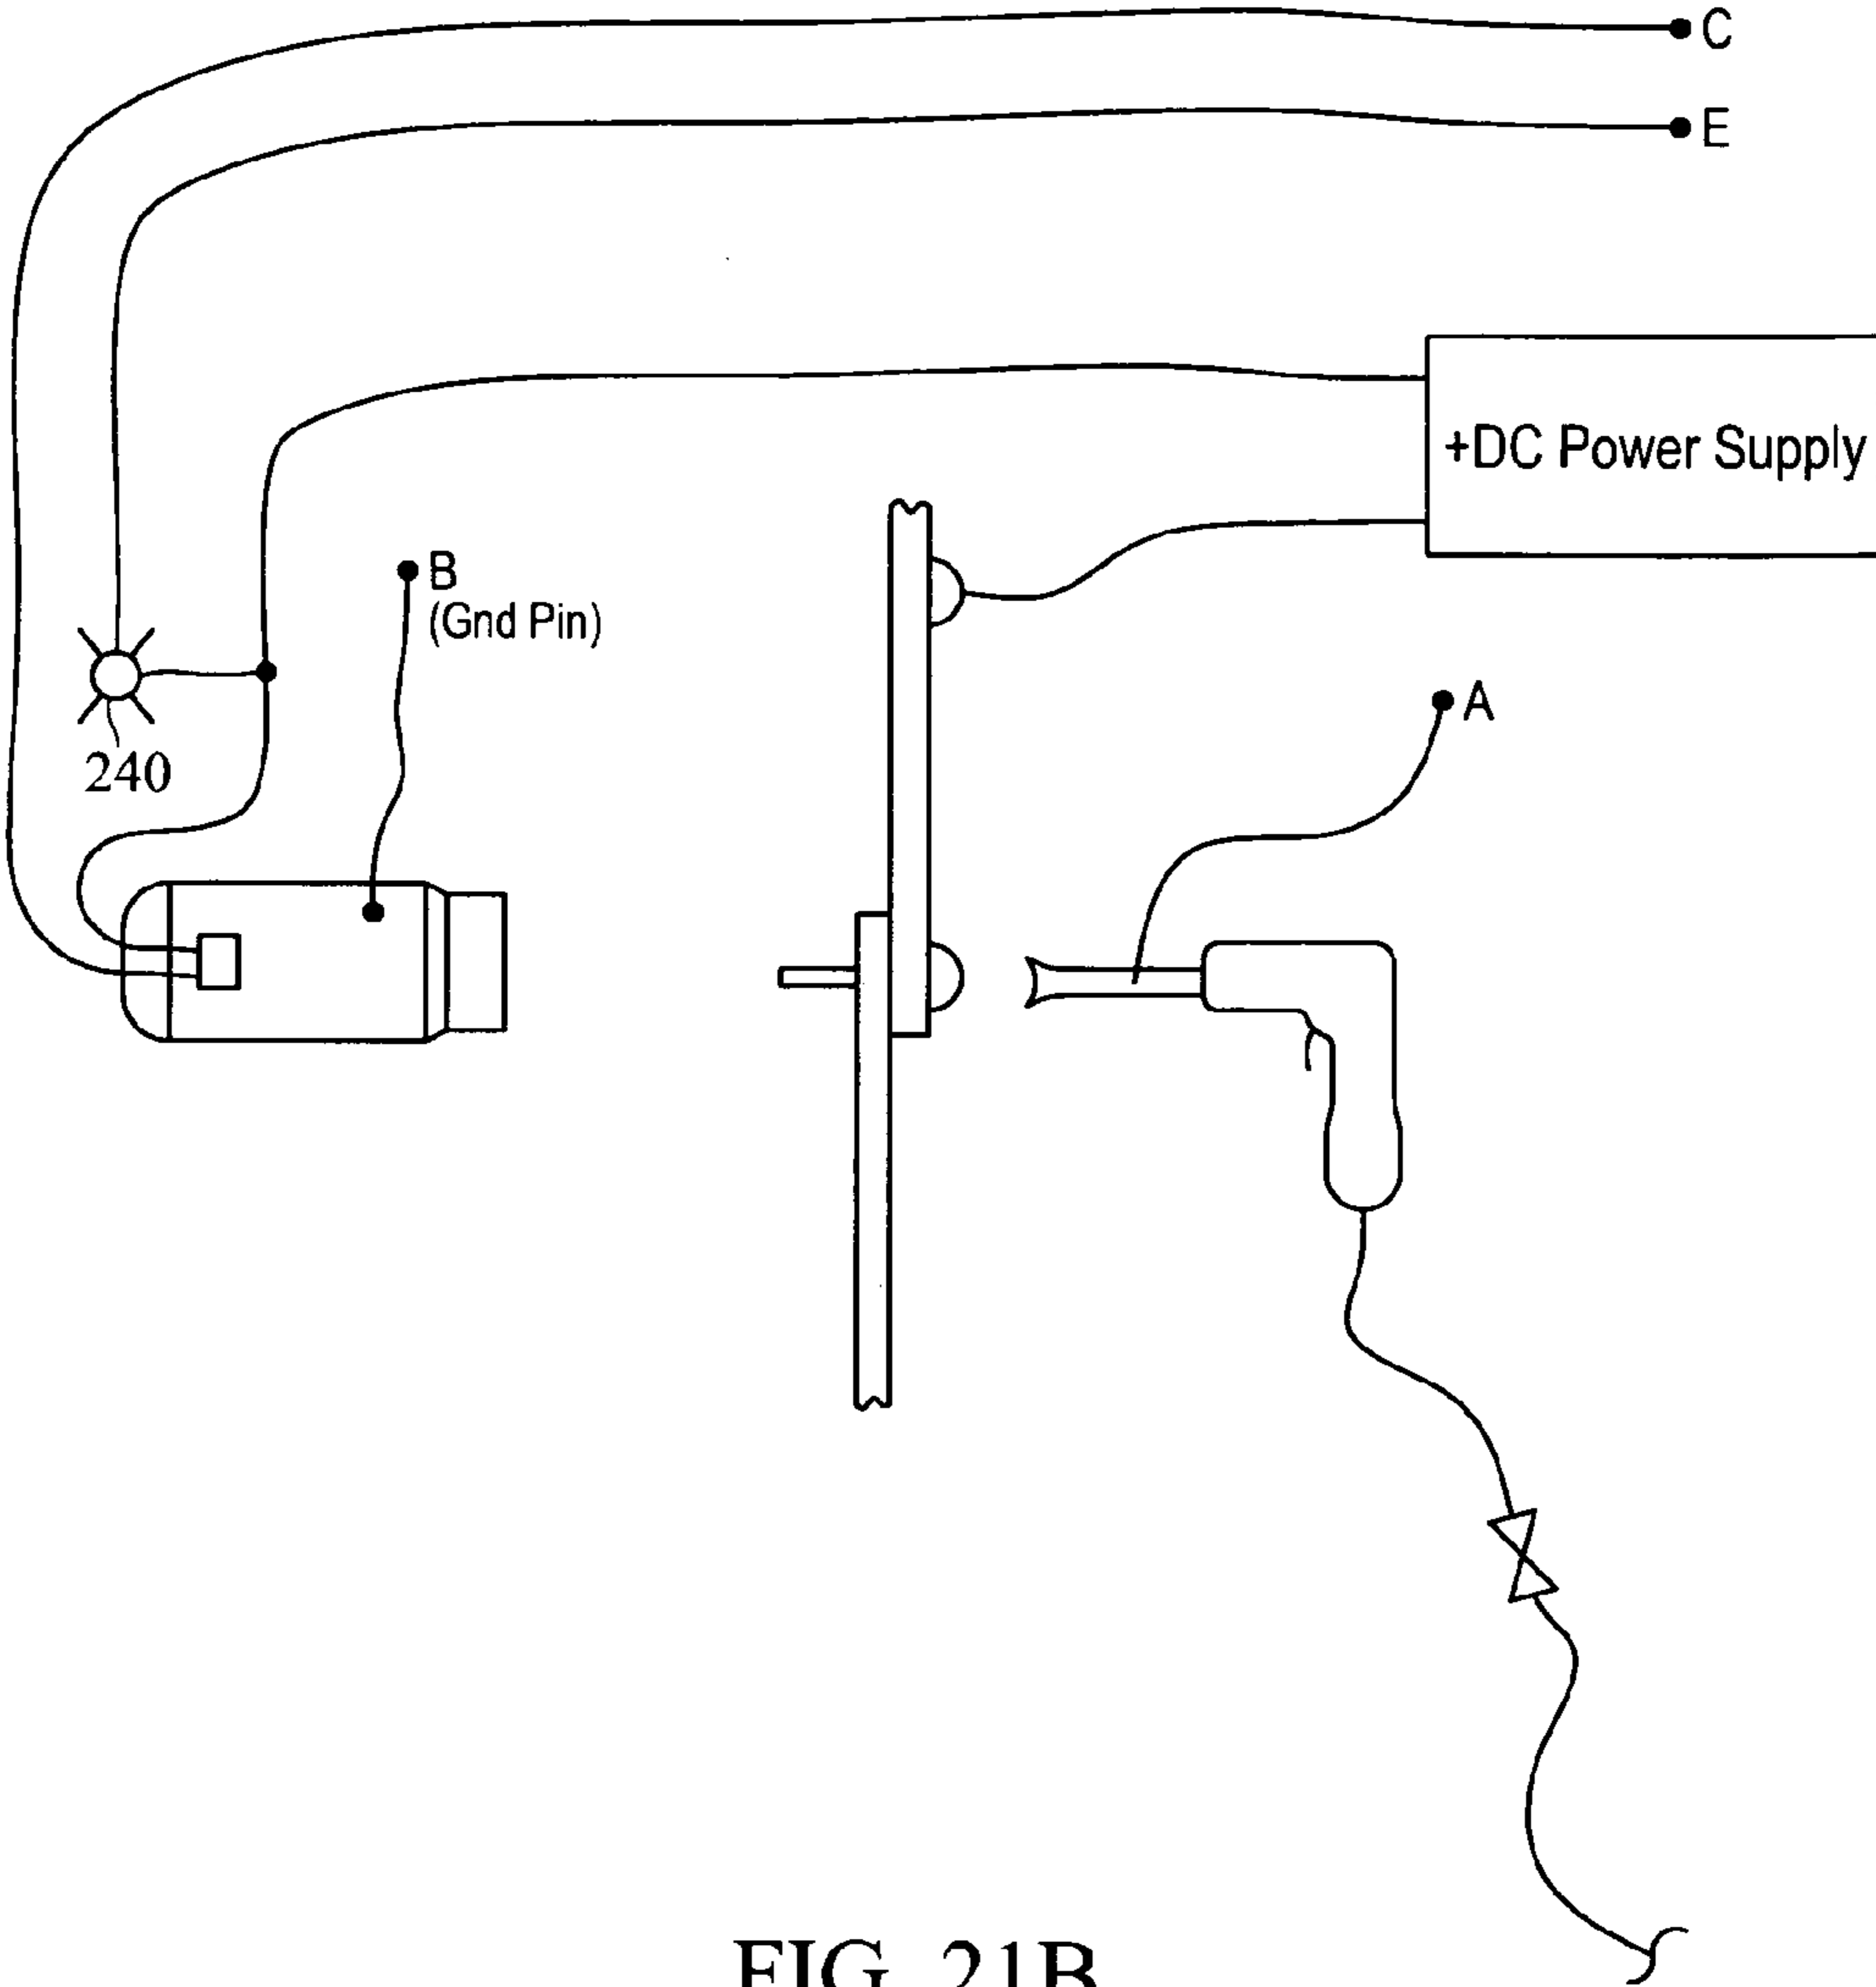 C
E
+DC Power Supply
B
(Gnd Pin)
A
240
FIG. 21B